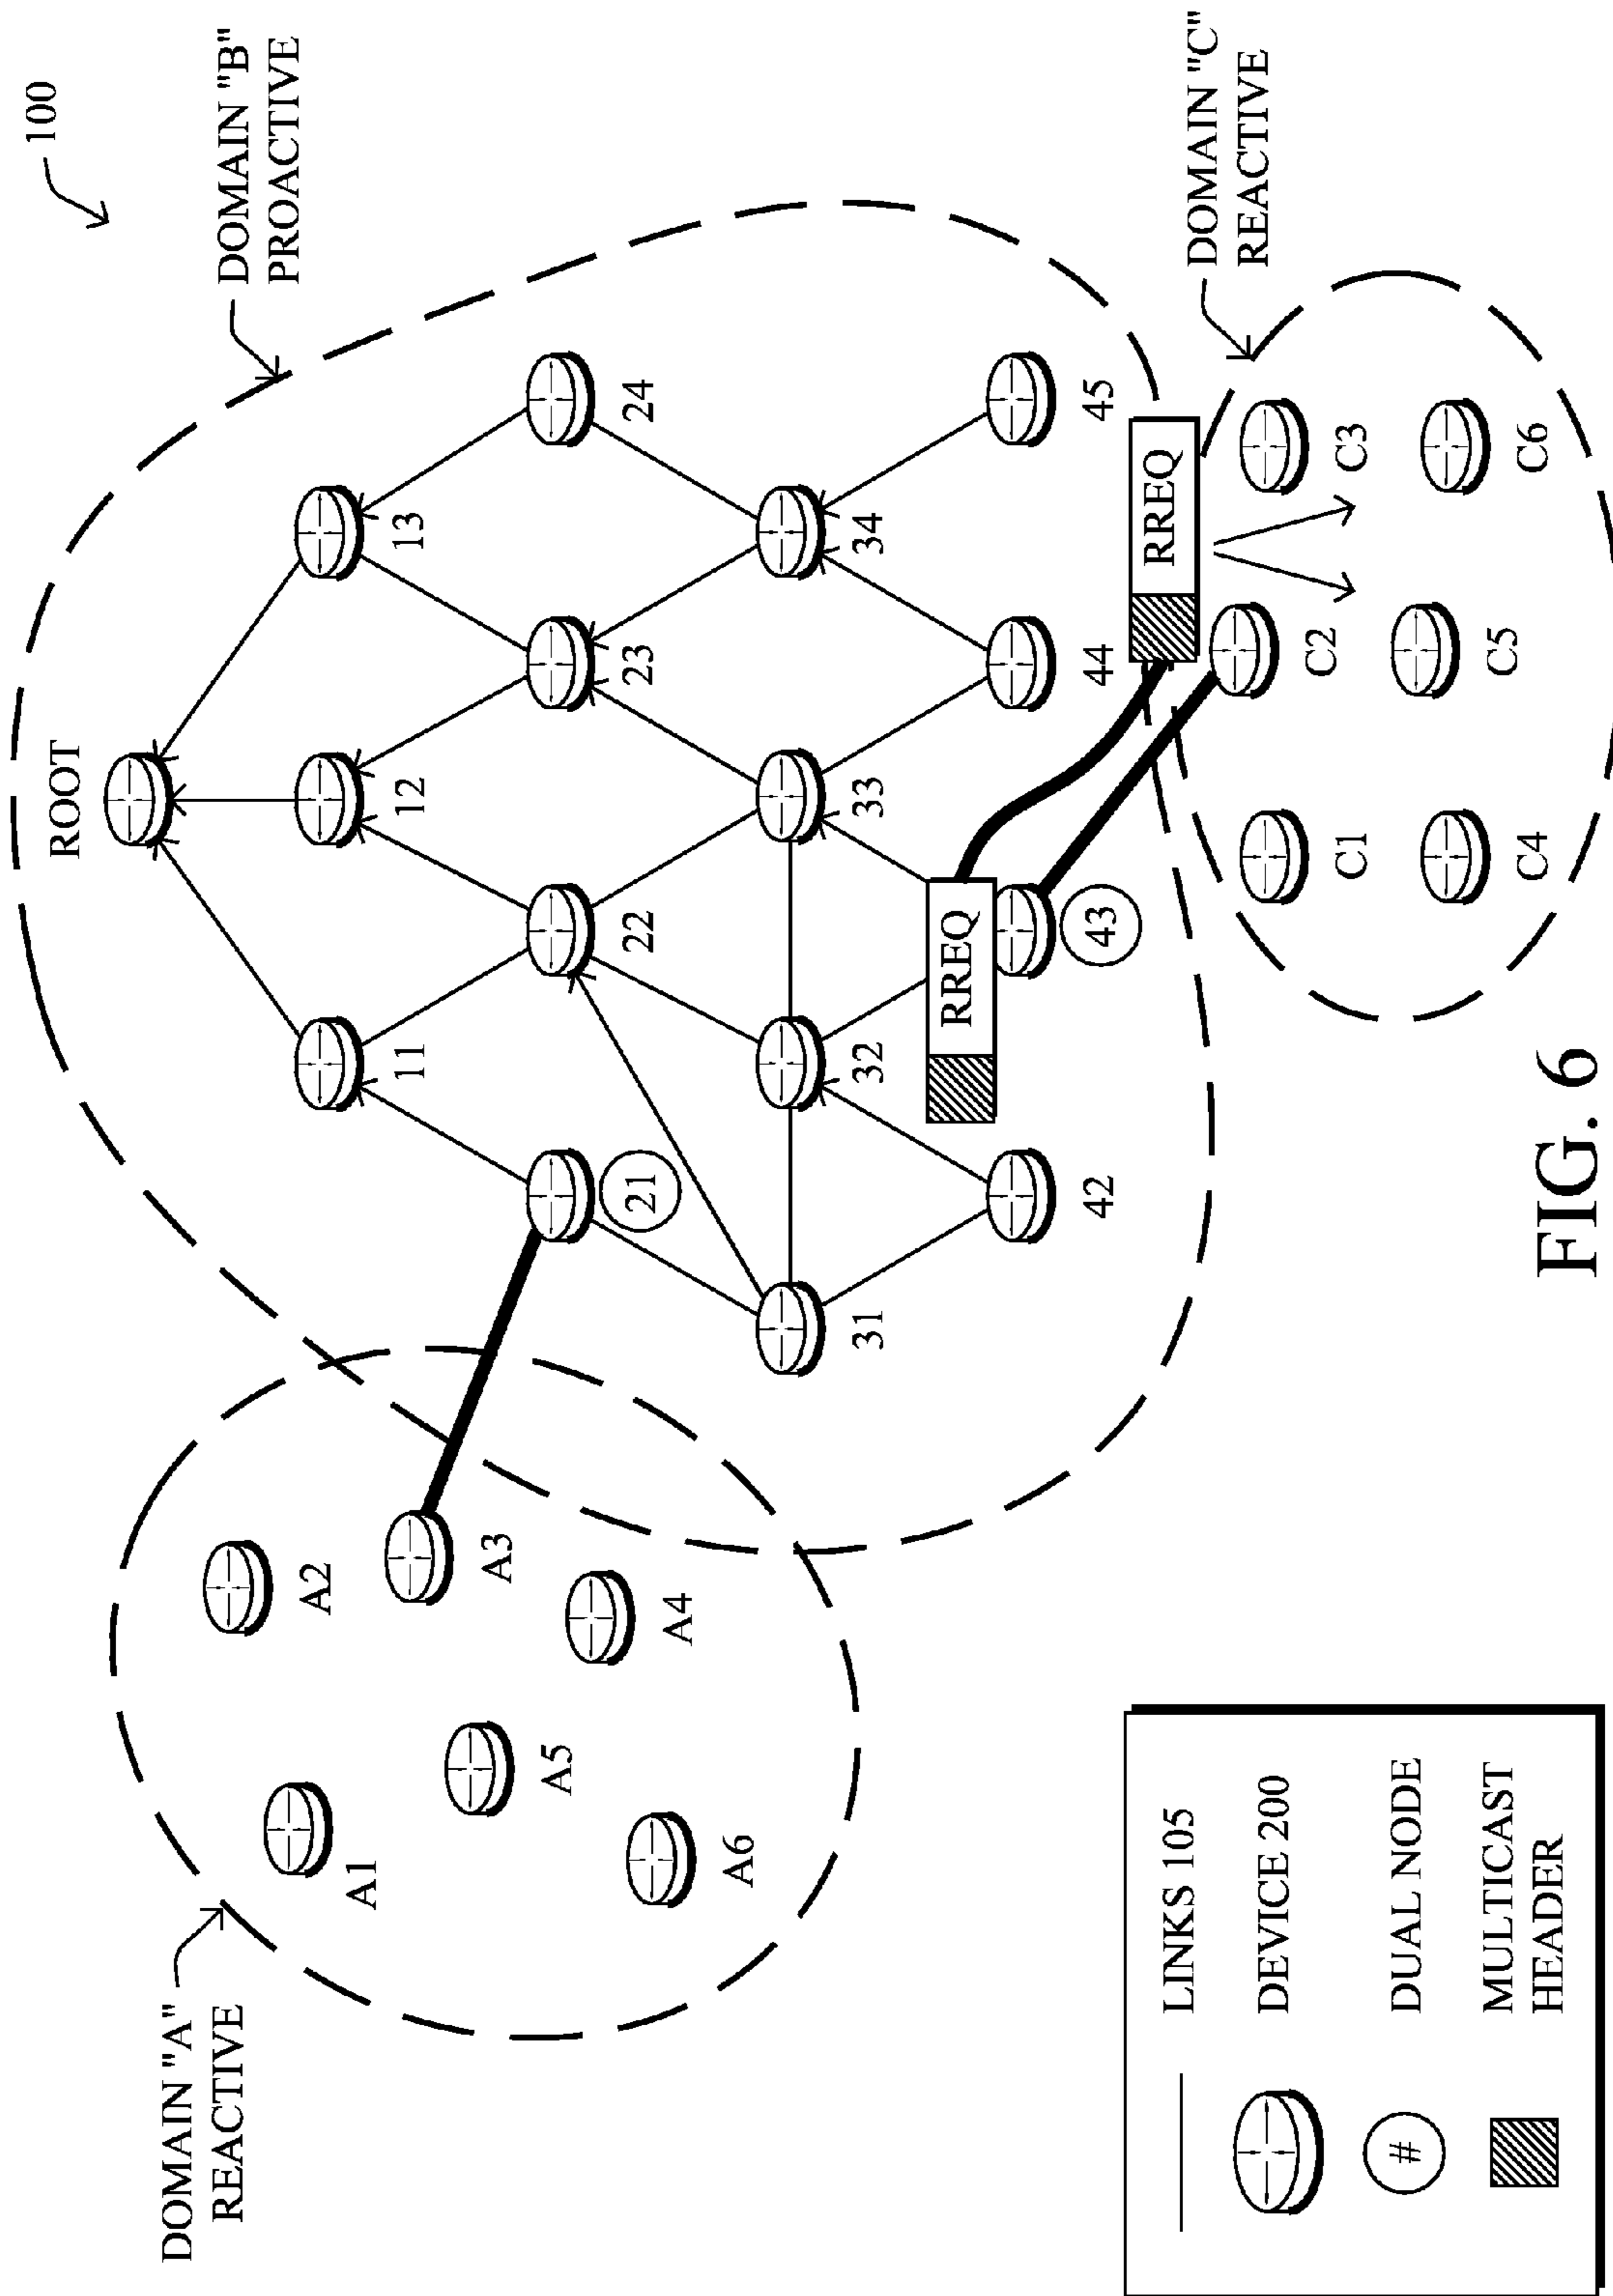 100
DOMAIN "B"
PROACTIVE
ROOT
11
12
13
21
22
23
24
31
32
33
34
42
43
44
45
RREQ
RREQ
DOMAIN "A"
REACTIVE
A1
A2
A3
A4
A5
A6
DOMAIN "C"
REACTIVE
C1
C2
C3
C4
C5
C6
LINKS 105
DEVICE 200
# DUAL NODE
MULTICAST
HEADER
FIG. 6